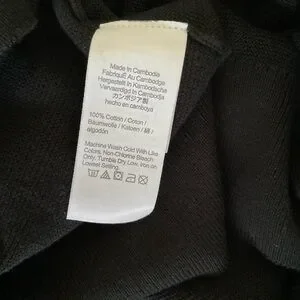 Made in Cambodia
FabriquÉ Au Cambodge
Hergestellt in Kambodscha
Vervaardigd in Cambodja
カンボジア製
hecho en camboya
100% Cotton / Coton /
Baumwolle / Katoen / 綿 /
algodón
Machine Wash Cold With Like
Colors, Non-Chlorine Bleach
Only, Tumble Dry Low, Iron on
Lowest Setting.